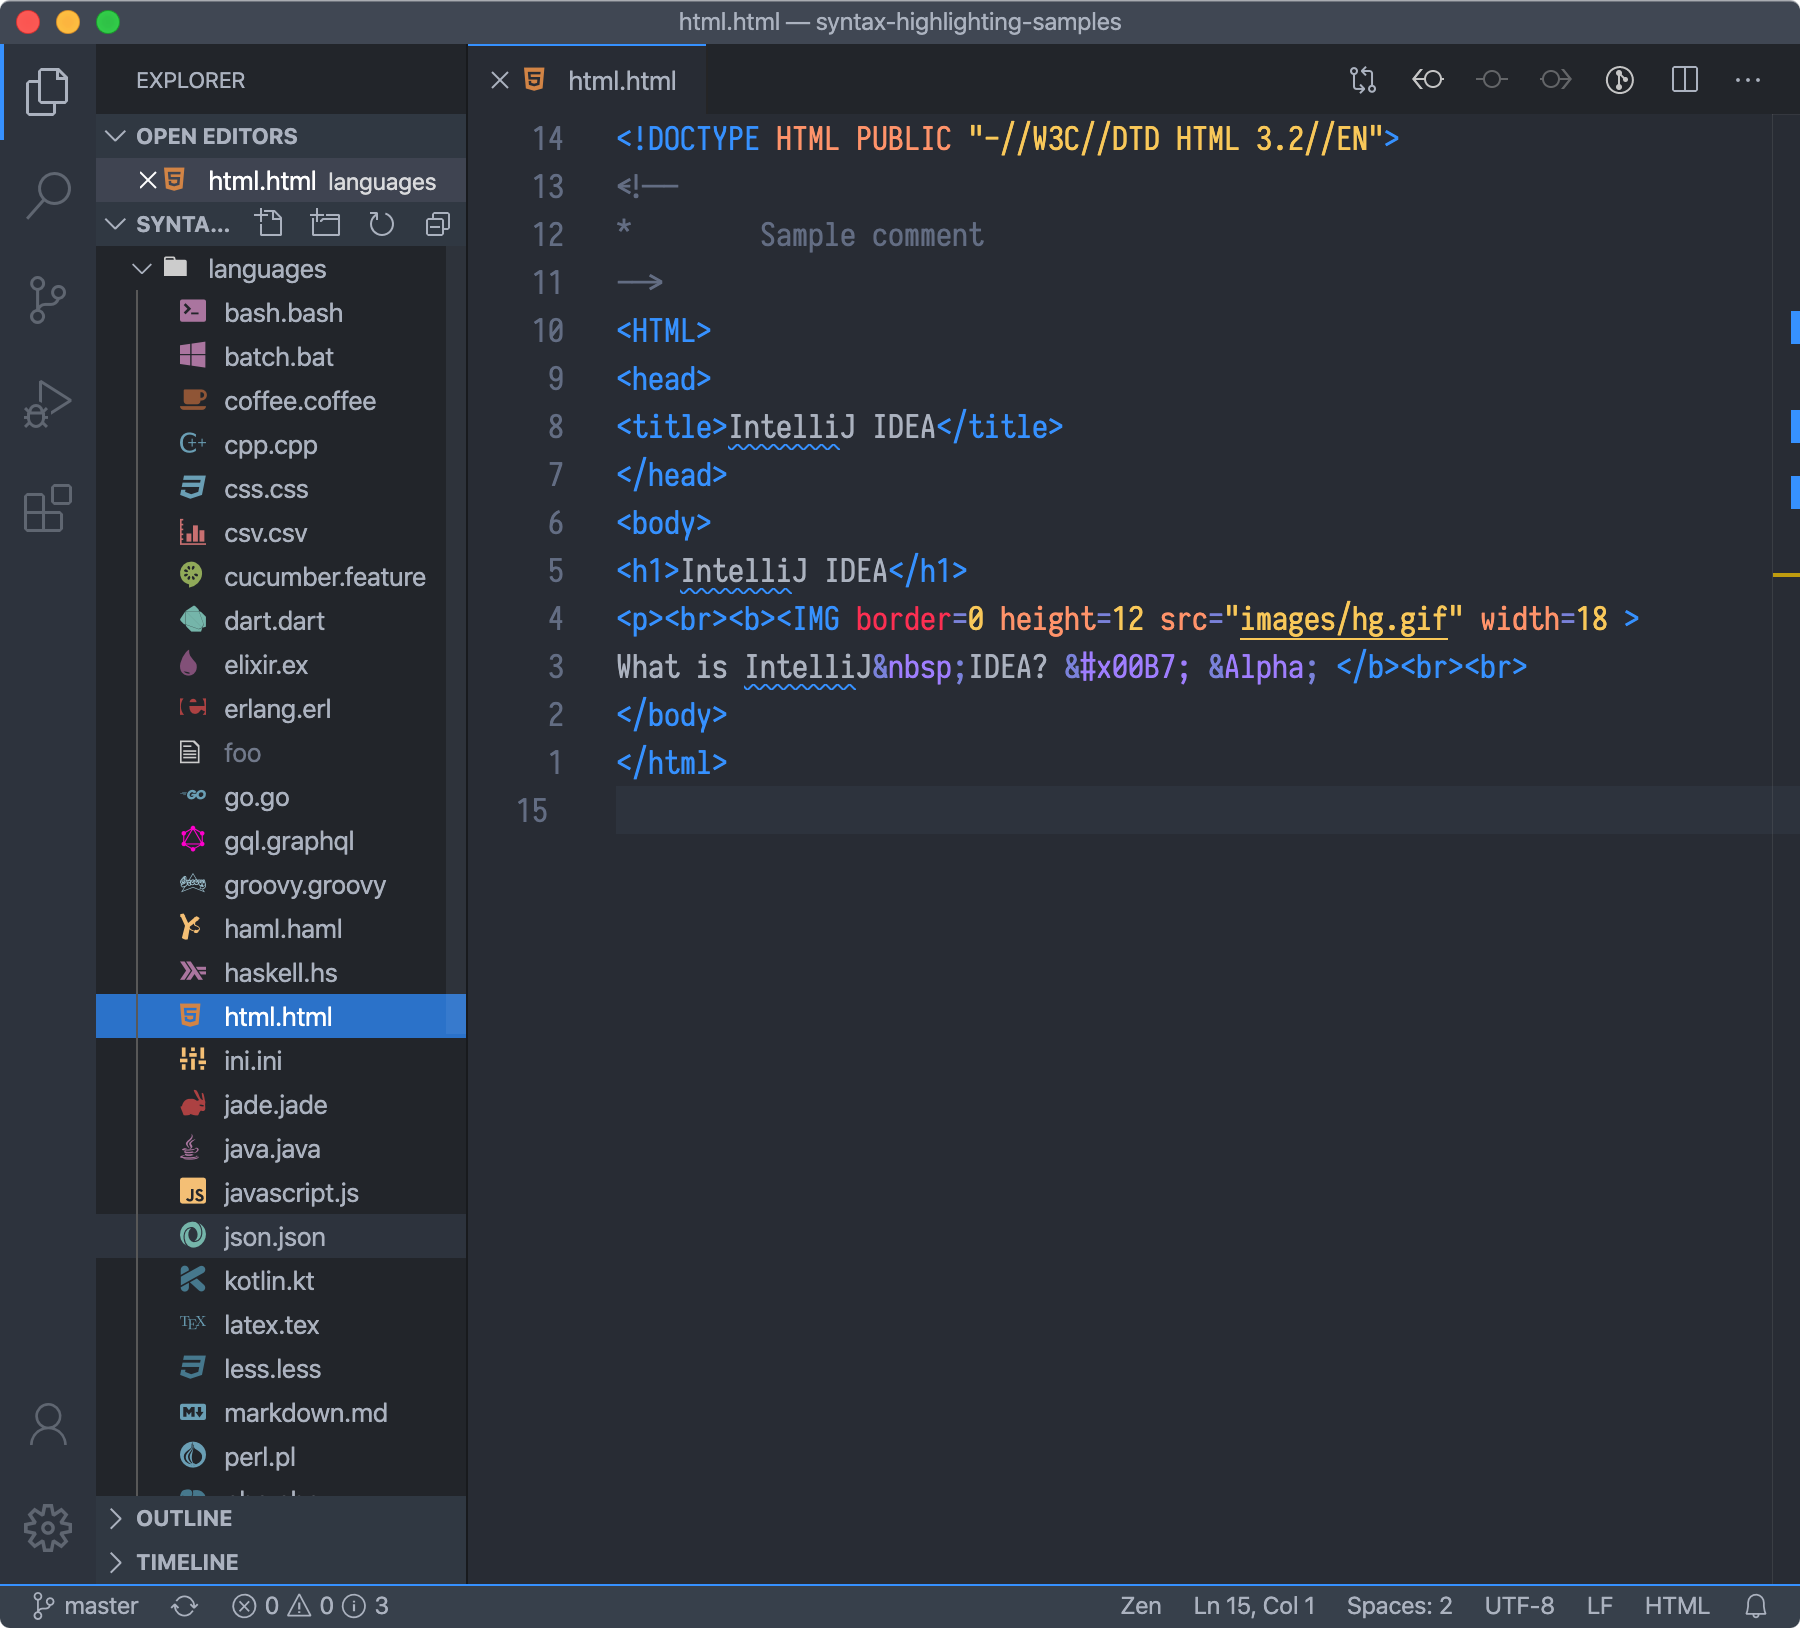 html.html — syntax-highlighting-samples
EXPLORER
OPEN EDITORS
html.html languages
SYNTA...
languages
bash.bash
batch.bat
coffee.coffee
cpp.cpp
css.css
csv.csv
cucumber.feature
dart.dart
elixir.ex
erlang.erl
foo
go.go
gql.graphql
groovy.groovy
haml.haml
haskell.hs
html.html
ini.ini
jade.jade
java.java
javascript.js
json.json
kotlin.kt
latex.tex
less.less
markdown.md
perl.pl
OUTLINE
TIMELINE
html.html
14 <!DOCTYPE HTML PUBLIC "-//W3C//DTD HTML 3.2//EN">
13 <!--
12 *        Sample comment
11 -->
10 <HTML>
9 <head>
8 <title>IntelliJ IDEA</title>
7 </head>
6 <body>
5 <h1>IntelliJ IDEA</h1>
4 <p><br><b><IMG border=0 height=12 src="images/hg.gif" width=18 >
3 What is IntelliJ&nbsp;IDEA? &#x00B7; &Alpha; </b><br><br>
2 </body>
1 </html>
15
master 0 0 3 Zen Ln 15, Col 1 Spaces: 2 UTF-8 LF HTML